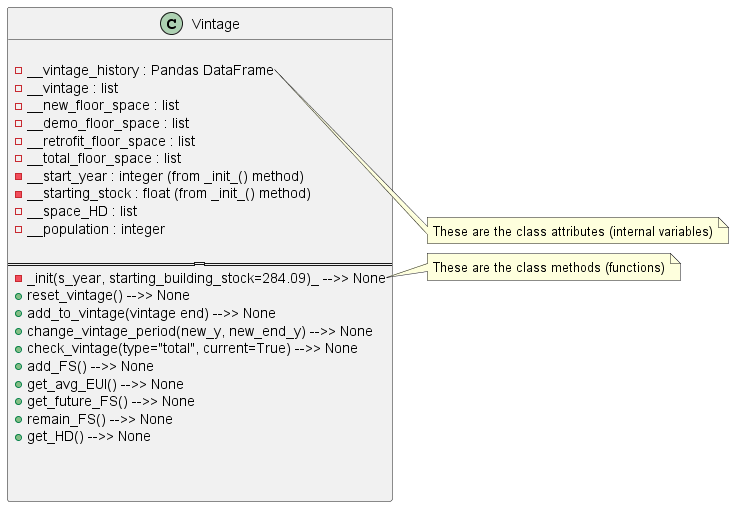 C Vintage
__vintage_history : Pandas DataFrame
__vintage : list
__new_floor_space : list
__demo_floor_space : list
__retrofit_floor_space : list
__total_floor_space : list
__start_year : integer (from _init_() method)
__starting_stock : float (from _init_() method)
__space_HD : list
__population : integer
These are the class attributes (internal variables)
_init(s_year, starting_building_stock=284.09)_ -->> None
These are the class methods (functions)
reset_vintage() -->> None
add_to_vintage(vintage end) -->> None
change_vintage_period(new_y, new_end_y) -->> None
check_vintage(type="total", current=True) -->> None
add_FS() -->> None
get_avg_EUI() -->> None
get_future_FS() -->> None
remain_FS() -->> None
get_HD() -->> None